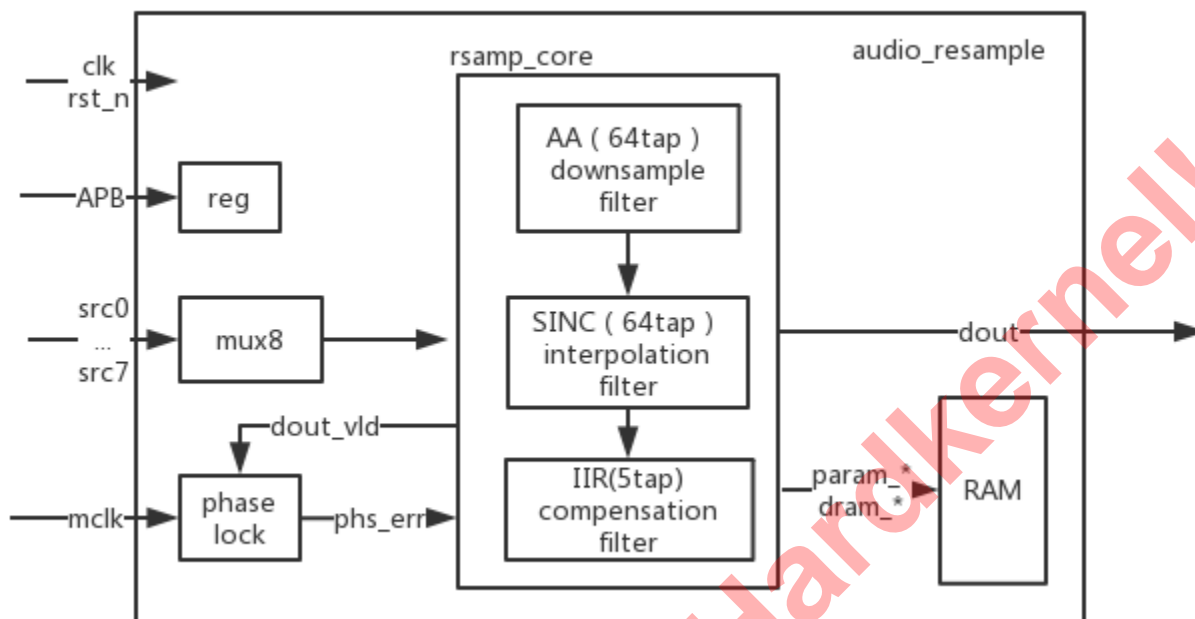 audio_resample
rsamp_core
clk
rst_n
AA ( 64tap )
downsample
filter
APB
reg
src0
...
src7
mux8
SINC ( 64tap )
interpolation
filter
dout
dout_vld
mclk
phase
lock
phs_err
IIR(5tap)
compensation
filter
param_*
dram_*
RAM
Hardkernel